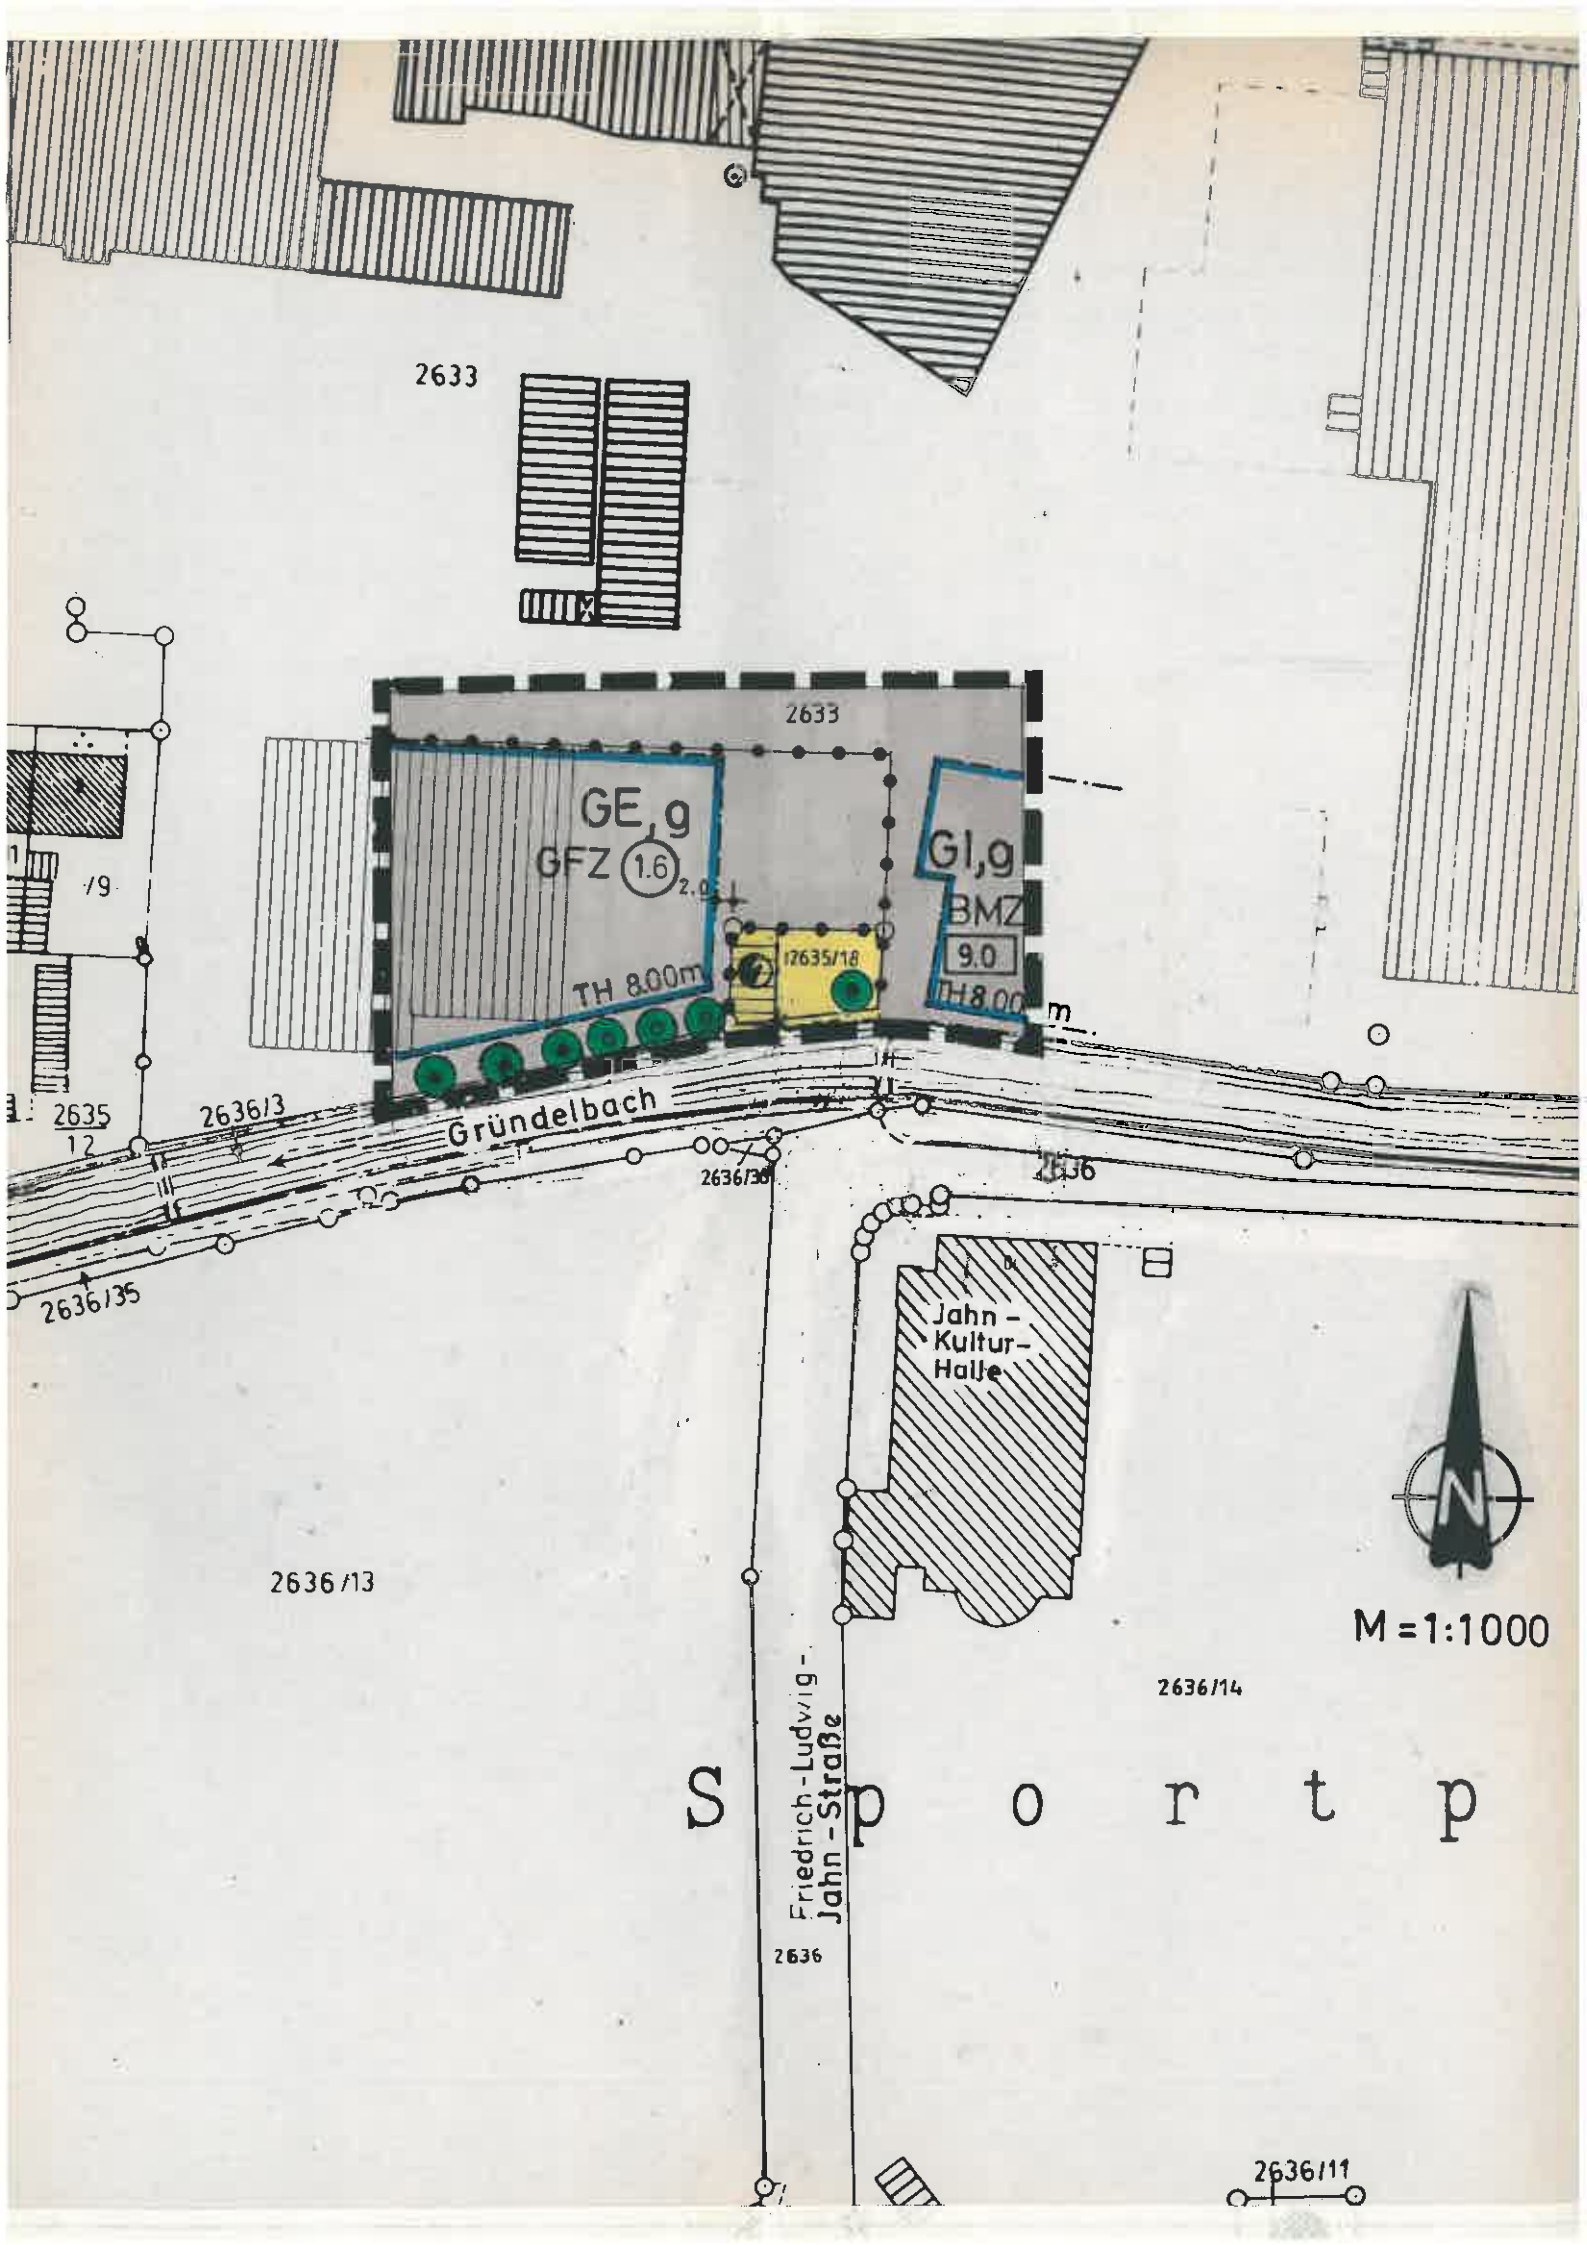 2633
2633
GE,g
GFZ 1.6
2.0
GI,g
BMZ
9.0
TH 8.00 m
TH 8.00m
2635/18
/9
2635
12
2636/3
Gründelbach
2636
2636/35
Jahn-
Kultur-
Halle
N
M = 1:1000
2636/13
2636/14
Sportp
Friedrich-Ludwig-
Jahn-Straße
2636
2636/11